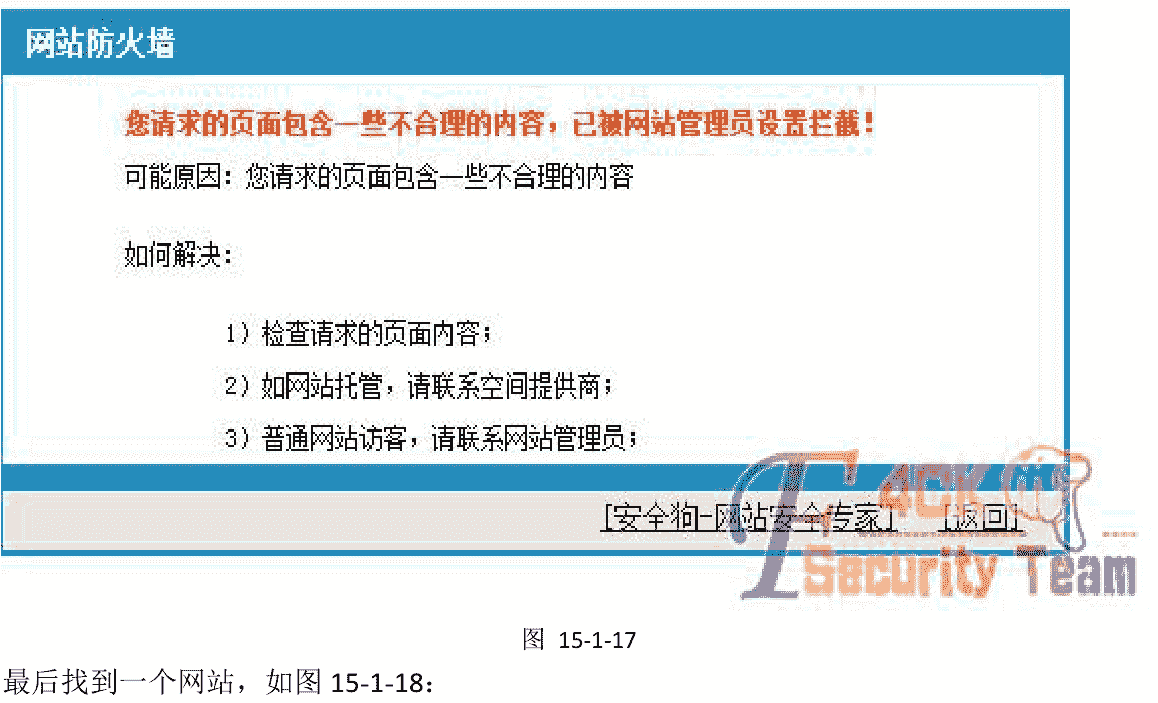 网站防火墙
您请求的页面包含一些不合理的内容，已被网站管理员设置拦截！
可能原因：您请求的页面包含一些不合理的内容
如何解决：
1）检查请求的页面内容；
2）如网站托管，请联系空间提供商；
3）普通网站访客，请联系网站管理员；
[安全狗-网站安全专家] [返回]
F4CK
Security Team
图 15-1-17
最后找到一个网站，如图 15-1-18：